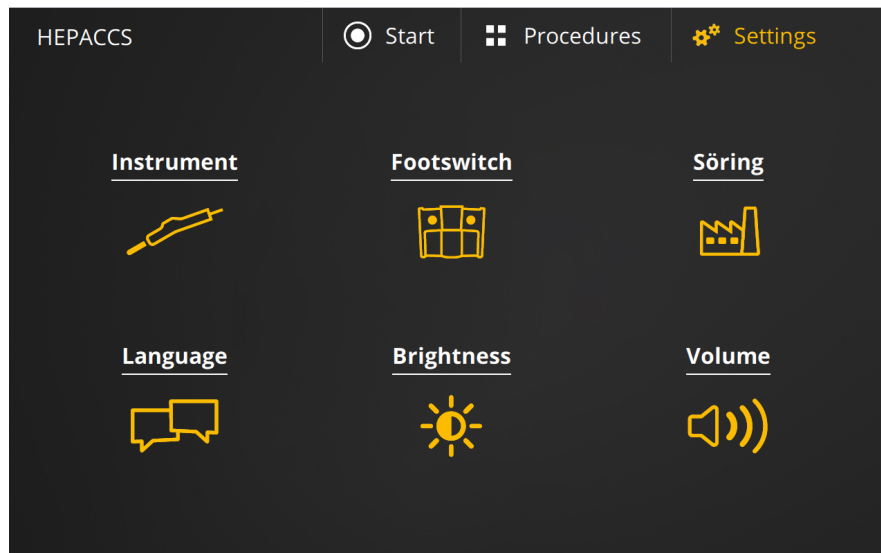 HEPACCS Start Procedures Settings
Instrument Footswitch Söring
Language Brightness Volume